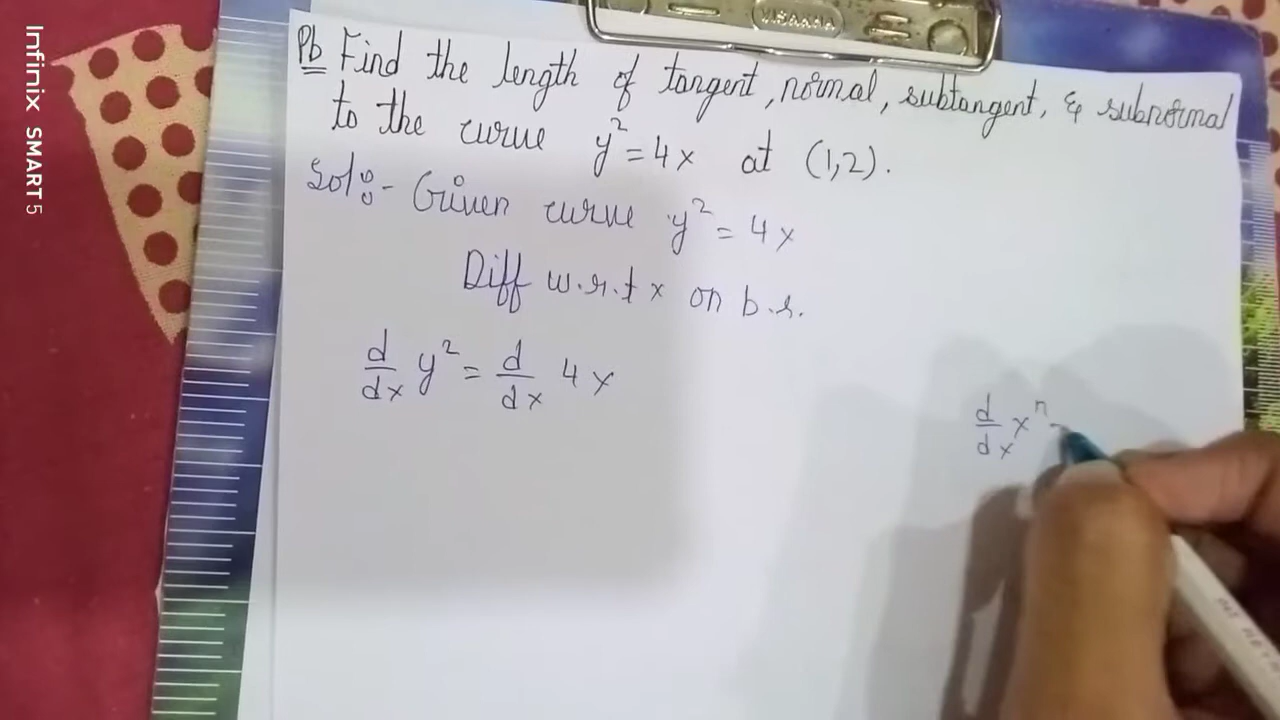 Pb Find the length of tangent, normal, subtangent, & subnormal
to the curve y² = 4x at (1,2).
Sol:- Given curve y² = 4x
Diff w.r.t x on b.s.
d/dx y² = d/dx 4x
d/dx xⁿ
Infinix SMART 5